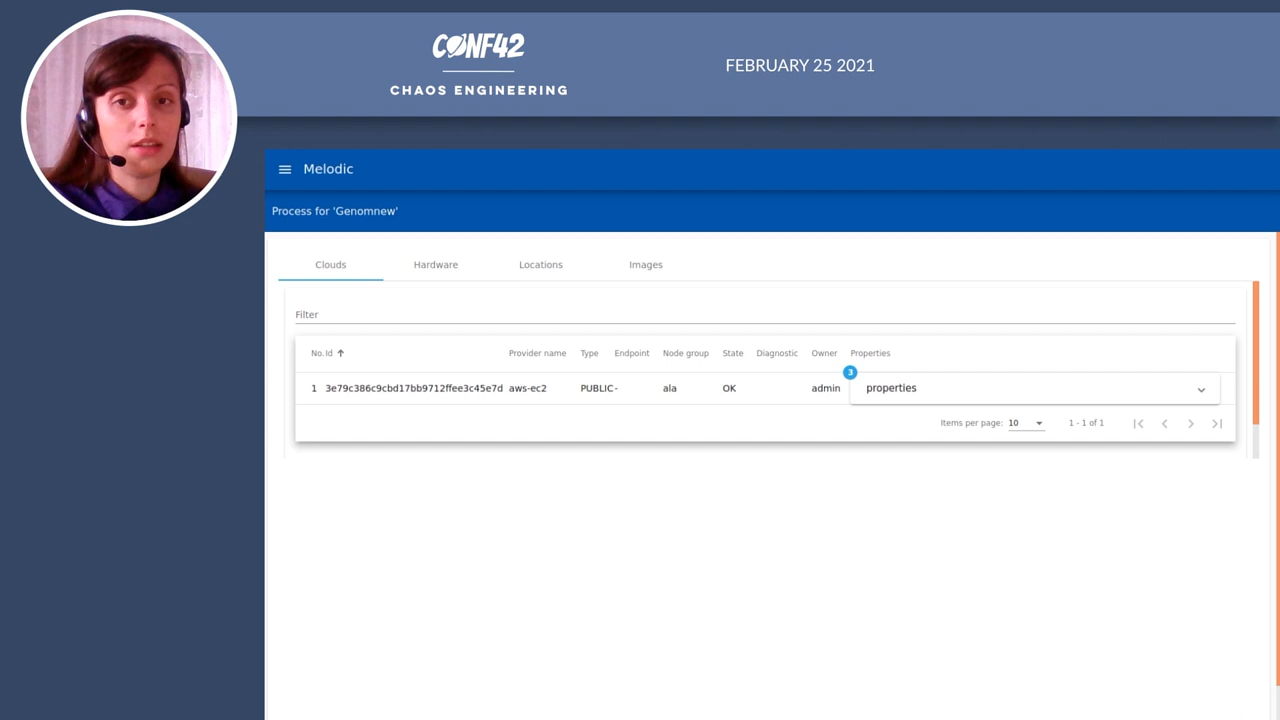 CONF42
CHAOS ENGINEERING
FEBRUARY 25 2021
Melodic
Process for 'Genomnew'
Clouds Hardware Locations Images
Filter
No. Id Provider name Type Endpoint Node group State Diagnostic Owner Properties
3
1 3e79c386c9cbd17bb9712ffee3c45e7d aws-ec2 PUBLIC - ala OK admin properties
Items per page: 10 1 - 1 of 1